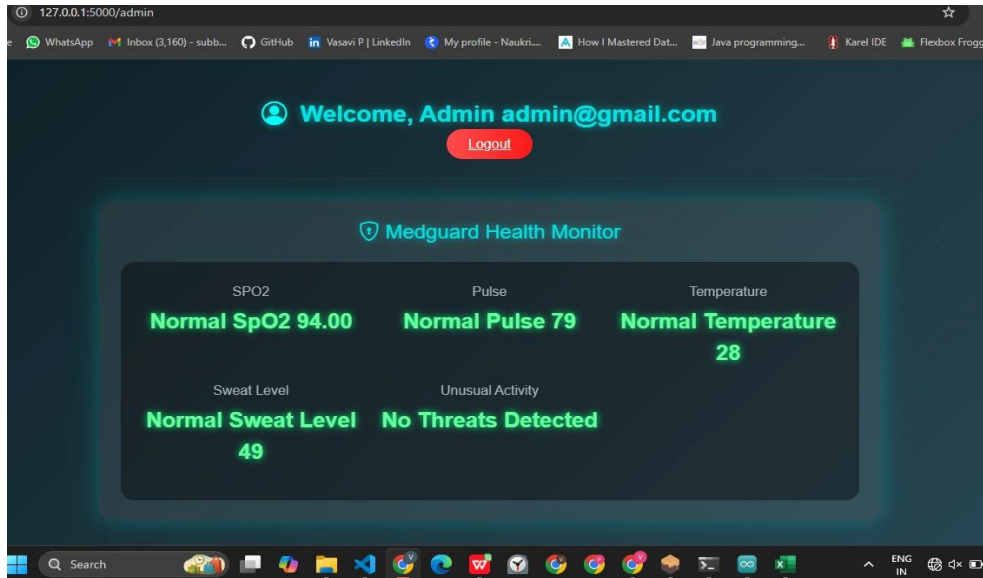 127.0.0.1:5000/admin
WhatsApp
Inbox (3,160) - subb...
GitHub
Vasavi P | LinkedIn
My profile - Naukri....
How I Mastered Dat...
Java programming...
Karel IDE
Flexbox Frogg
Welcome, Admin admin@gmail.com
Logout
Medguard Health Monitor
SPO2
Normal SpO2 94.00
Pulse
Normal Pulse 79
Temperature
Normal Temperature
28
Sweat Level
Normal Sweat Level
49
Unusual Activity
No Threats Detected
Search
ENG
IN